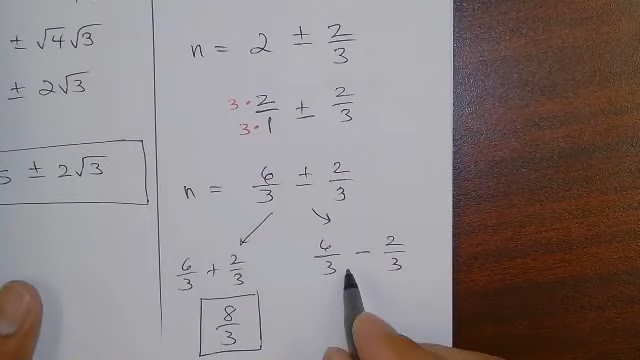 ± √4 √3
± 2√3
5 ± 2√3
n = 2 ± 2/3
3 · 2/3 · 1 ± 2/3
n = 6/3 ± 2/3
6/3 + 2/3
6/3 - 2/3
8/3